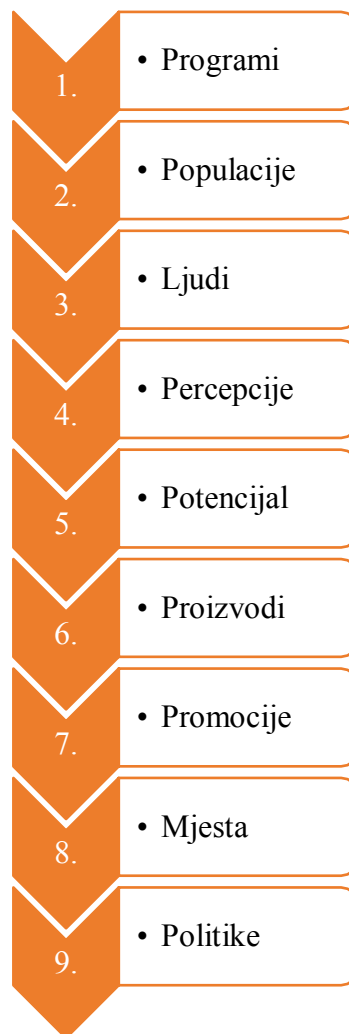 1. • Programi
2. • Populacije
3. • Ljudi
4. • Percepcije
5. • Potencijal
6. • Proizvodi
7. • Promocije
8. • Mjesta
9. • Politike